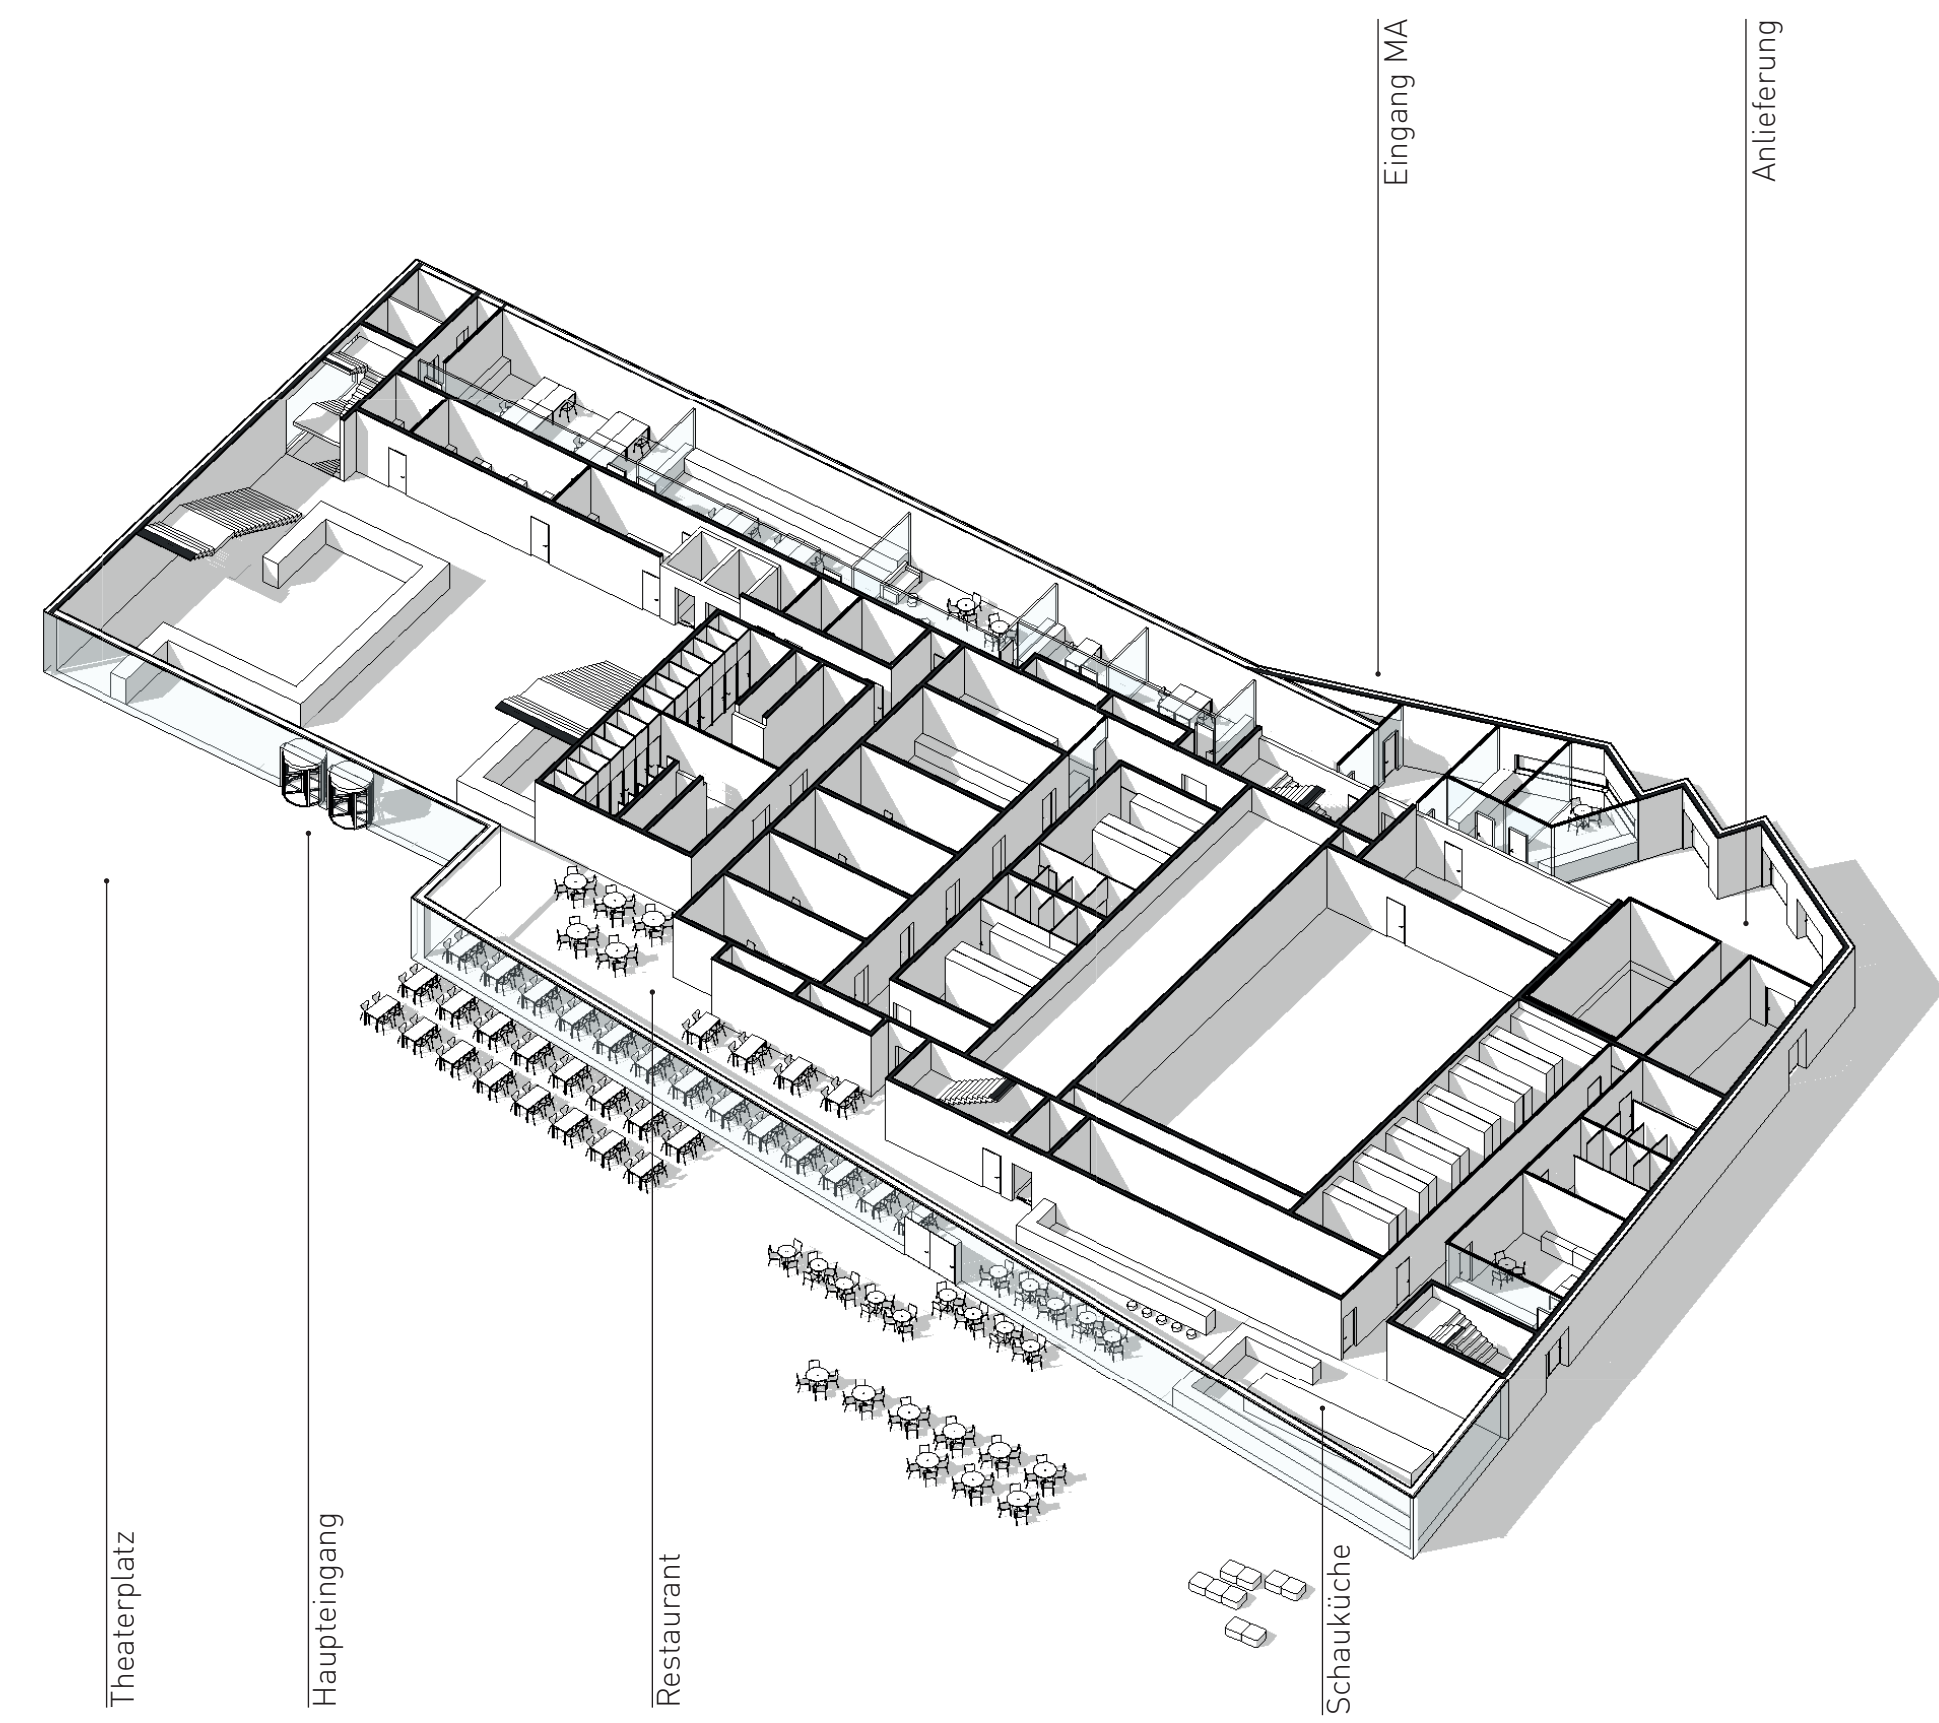 Eingang MA
Anlieferung
Theaterplatz
Haupteingang
Restaurant
Schauküche